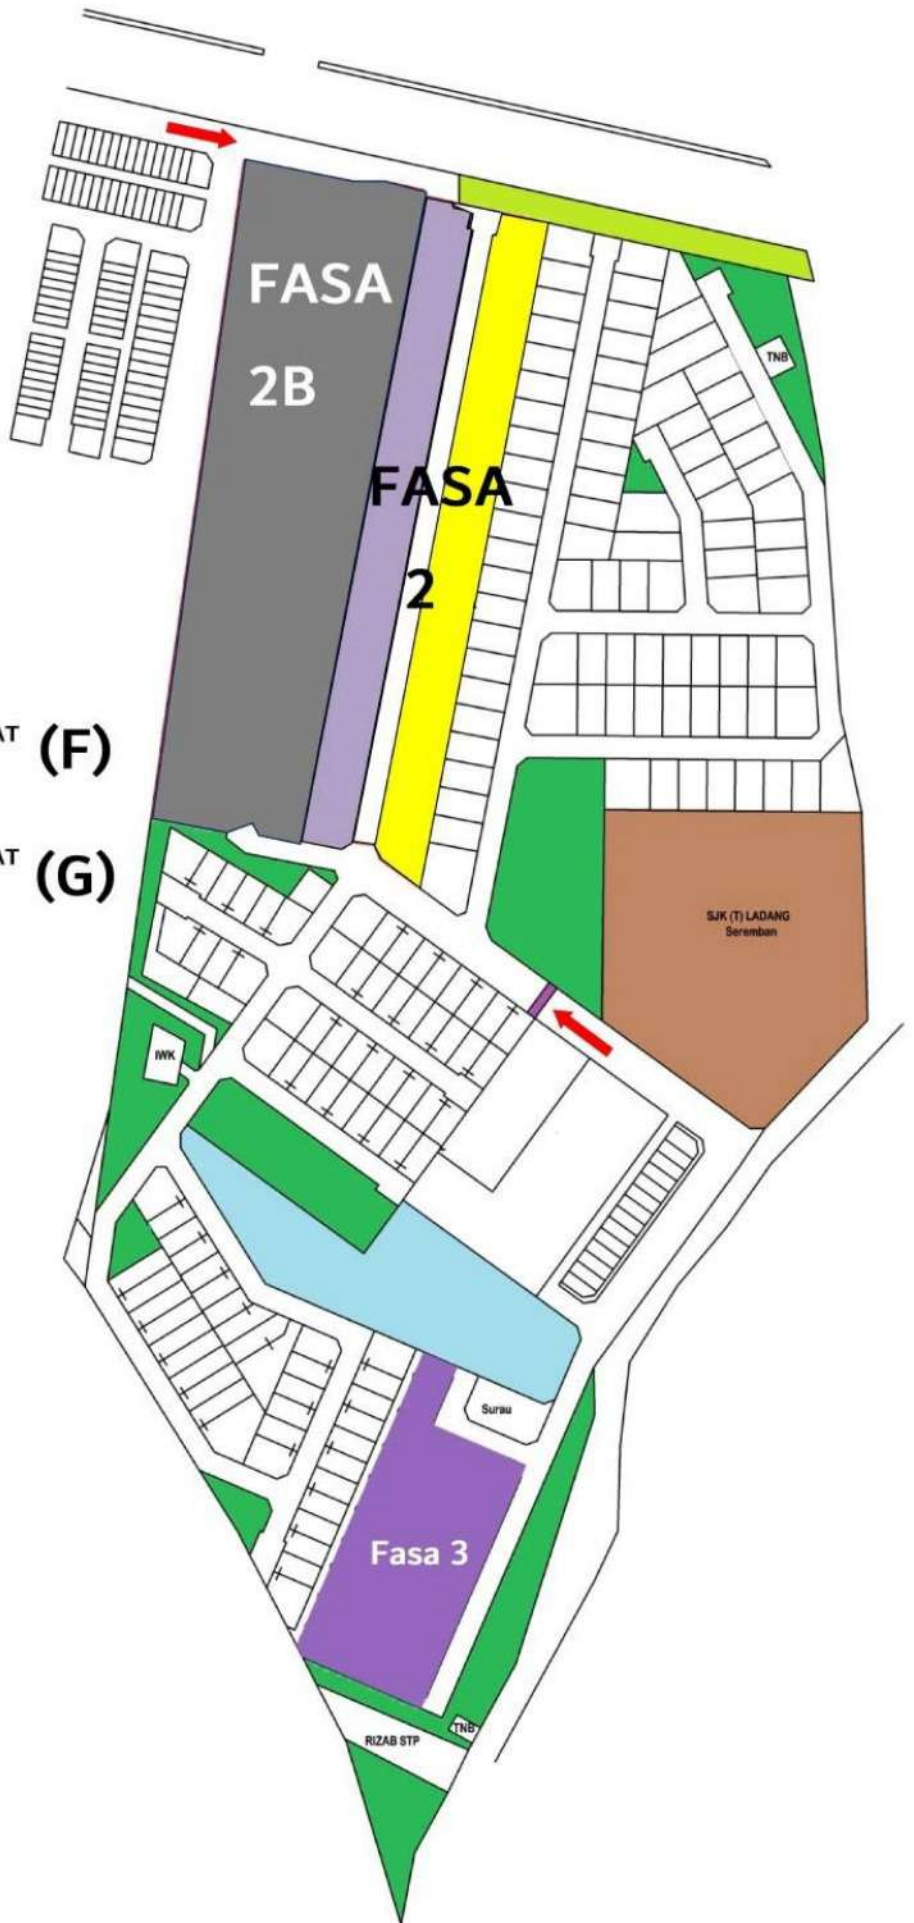 FASA
2B
TNB
FASA
2
(F)
(G)
SJK (T) LADANG
Seremban
IWK
Surau
Fasa 3
TNB
RIZAB STP